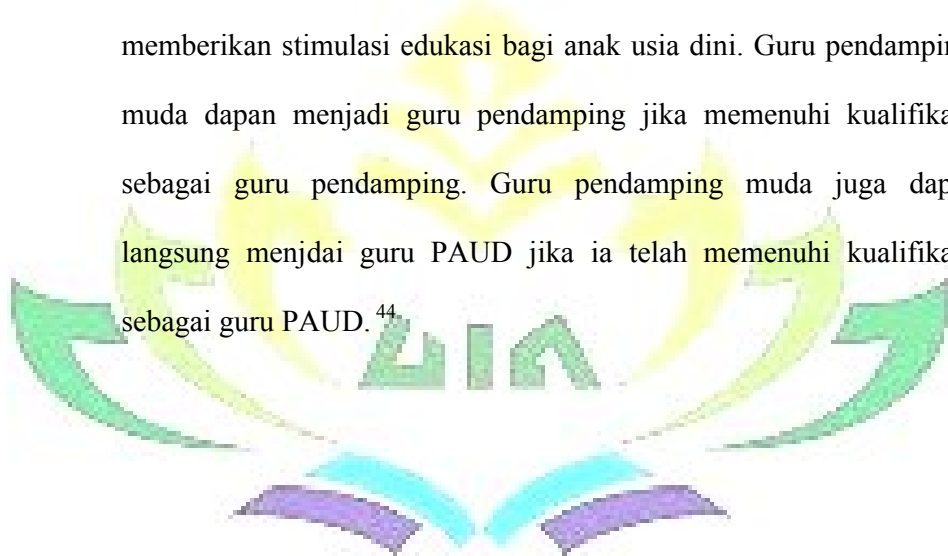 memberikan stimulasi edukasi bagi anak usia dini. Guru pendampin
muda dapan menjadi guru pendamping jika memenuhi kualifika
sebagai guru pendamping. Guru pendamping muda juga dap
langsung menjdai guru PAUD jika ia telah memenuhi kualifika
sebagai guru PAUD. 44